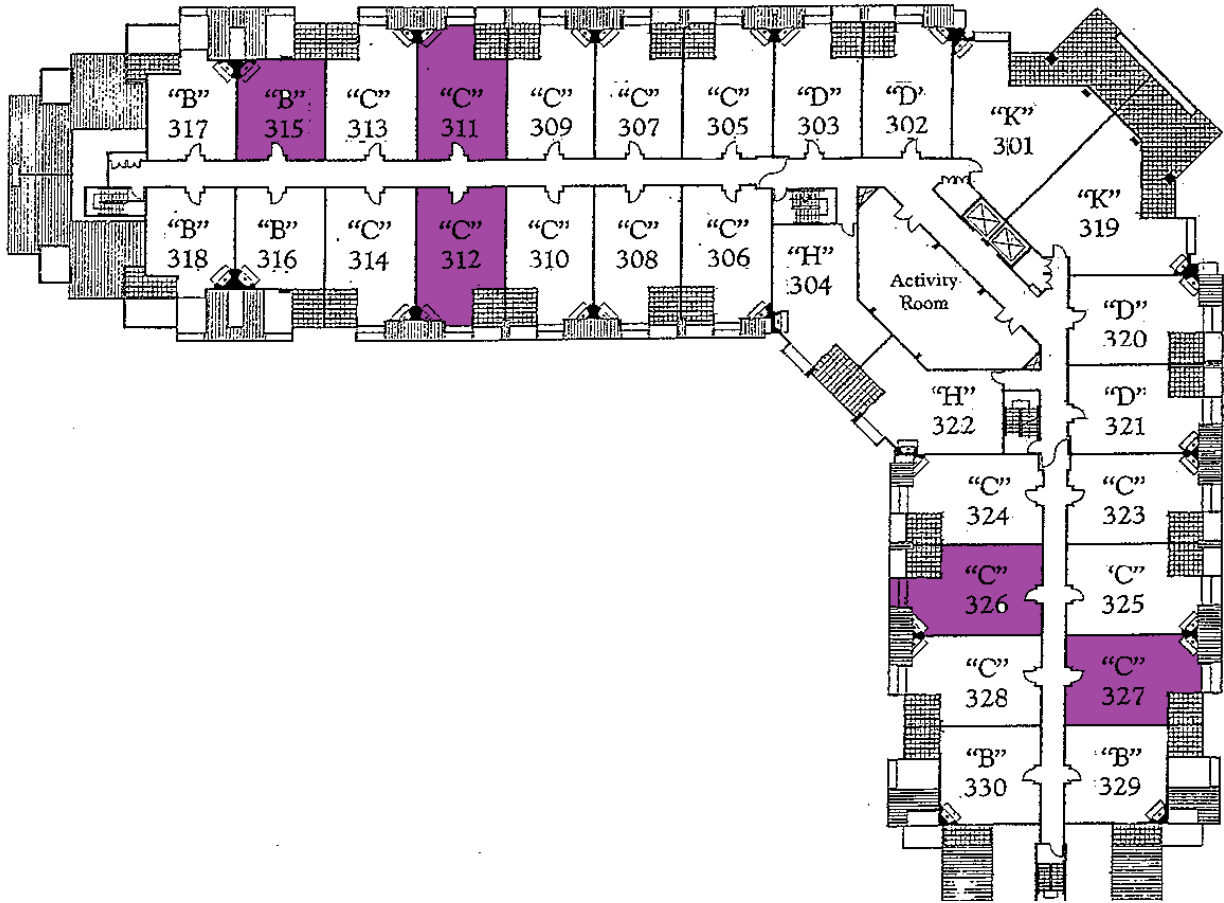 “B”
317
“B”
315
“C”
313
“C”
311
“C”
309
“C”
307
“C”
305
“D”
303
“D”
302
“K”
301
“K”
319
“B”
318
“B”
316
“C”
314
“C”
312
“C”
310
“C”
308
“C”
306
“H”
304
Activity
Room
“D”
320
“D”
321
“H”
322
“C”
324
“C”
323
“C”
326
“C”
325
“C”
328
“C”
327
“B”
330
“B”
329